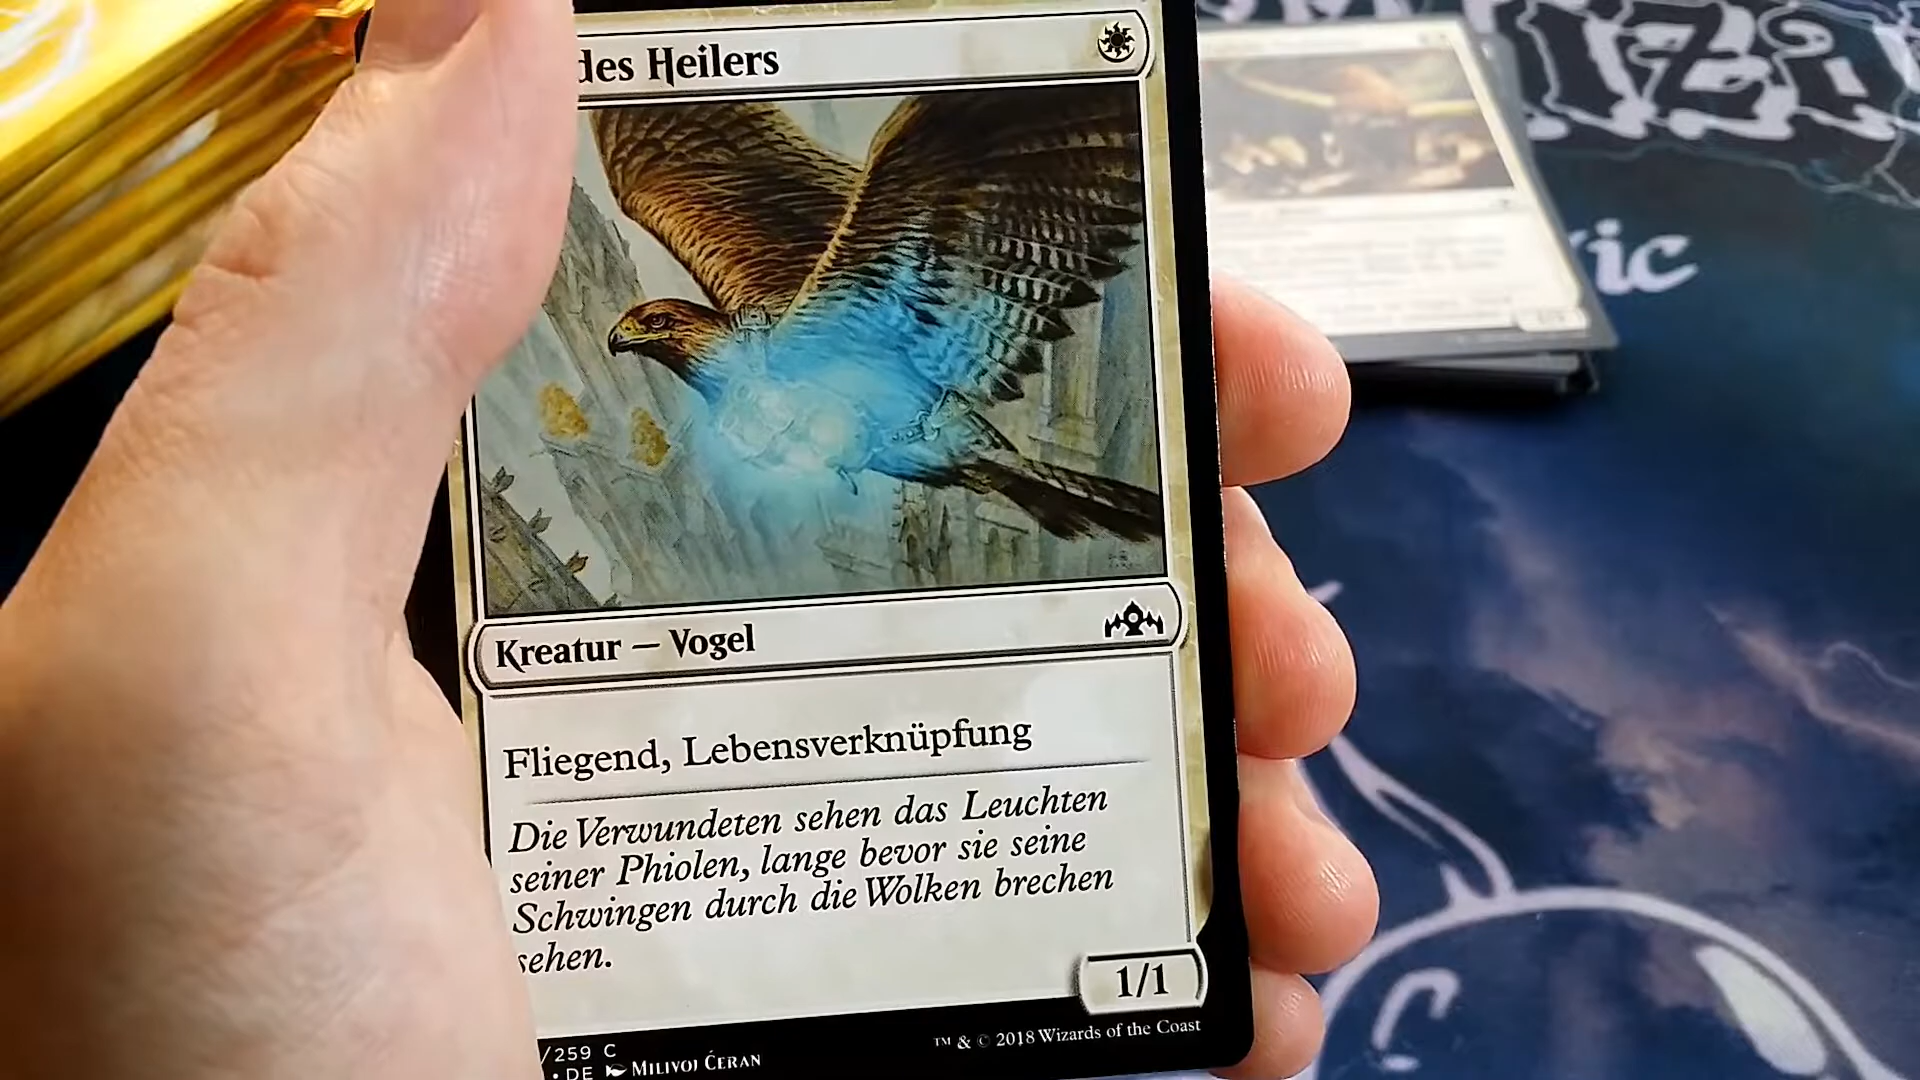 des Heilers
Kreatur — Vogel
Fliegend, Lebensverknüpfung
Die Verwundeten sehen das Leuchten
seiner Phiolen, lange bevor sie seine
Schwingen durch die Wolken brechen
sehen.
1/1
/259 C
• DE MILIVOJ ĆERAN
™ & © 2018 Wizards of the Coast
ic